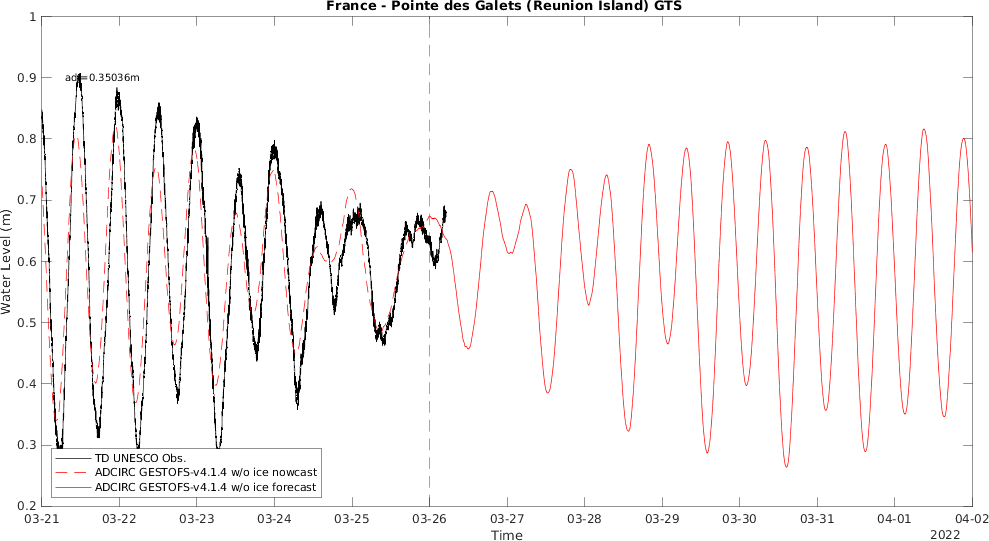 France - Pointe des Galets (Reunion Island) GTS
1
0.9
0.8
0.7
0.6
0.5
0.4
0.3
0.2
Water Level (m)
adj=0.35036m
TD UNESCO Obs.
ADCIRC GESTOFS-v4.1.4 w/o ice nowcast
ADCIRC GESTOFS-v4.1.4 w/o ice forecast
03-21 03-22 03-23 03-24 03-25 03-26 03-27 03-28 03-29 03-30 03-31 04-01 04-02
Time
2022